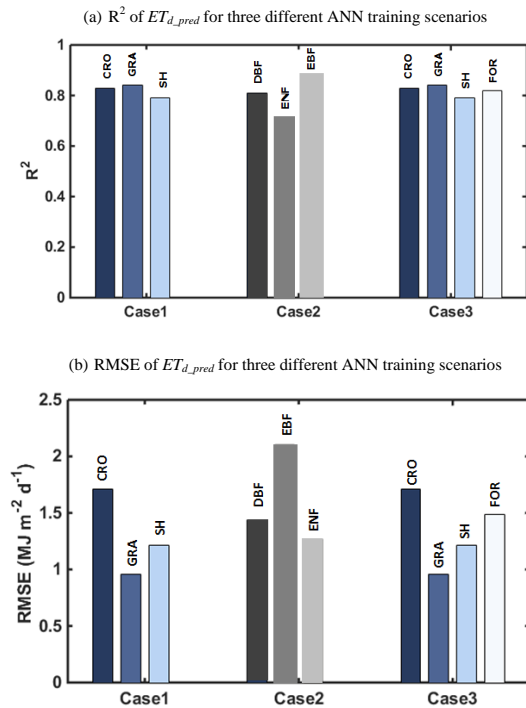 (a) R² of ET_d_pred for three different ANN training scenarios
1
0.8
0.6
0.4
0.2
0
R²
CRO
GRA
SH
DBF
ENF
EBF
CRO
GRA
SH
FOR
Case1
Case2
Case3
(b) RMSE of ET_d_pred for three different ANN training scenarios
2.5
2
1.5
1
0.5
0
RMSE (MJ m⁻² d⁻¹)
CRO
GRA
SH
DBF
EBF
ENF
CRO
GRA
SH
FOR
Case1
Case2
Case3